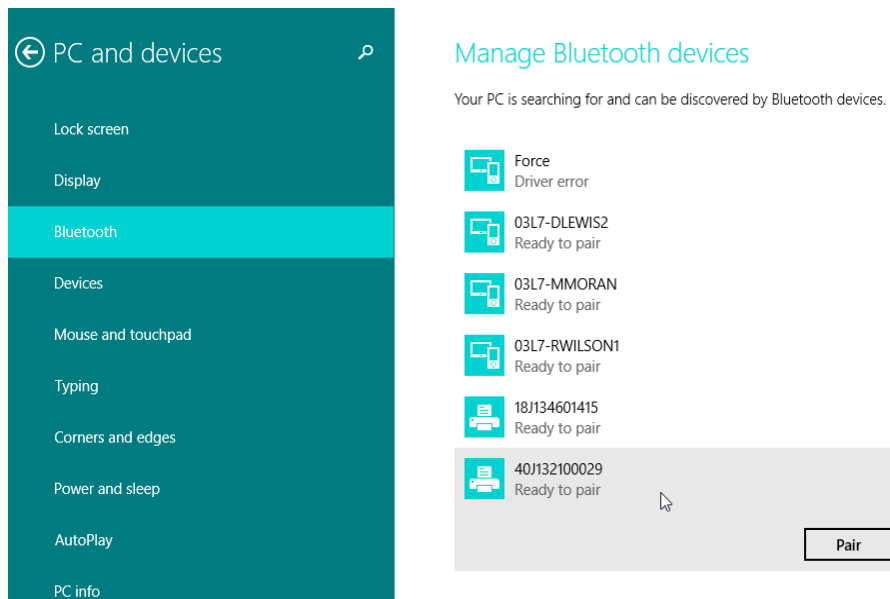 PC and devices
Lock screen
Display
Bluetooth
Devices
Mouse and touchpad
Typing
Corners and edges
Power and sleep
AutoPlay
PC info
Manage Bluetooth devices
Your PC is searching for and can be discovered by Bluetooth devices.
Force
Driver error
03L7-DLEWIS2
Ready to pair
03L7-MMORAN
Ready to pair
03L7-RWILSON1
Ready to pair
18J134601415
Ready to pair
40J132100029
Ready to pair
Pair